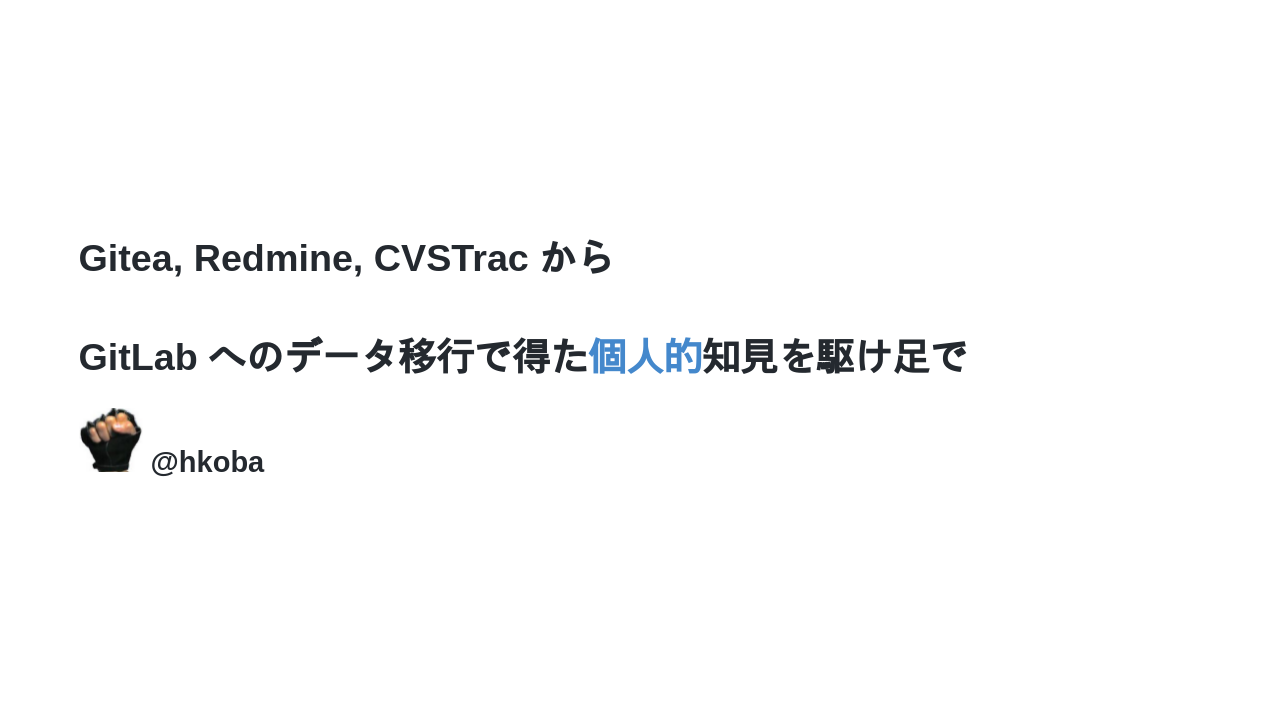 Gitea, Redmine, CVSTrac から
GitLab へのデータ移行で得た個人的知見を駆け足で
@hkoba